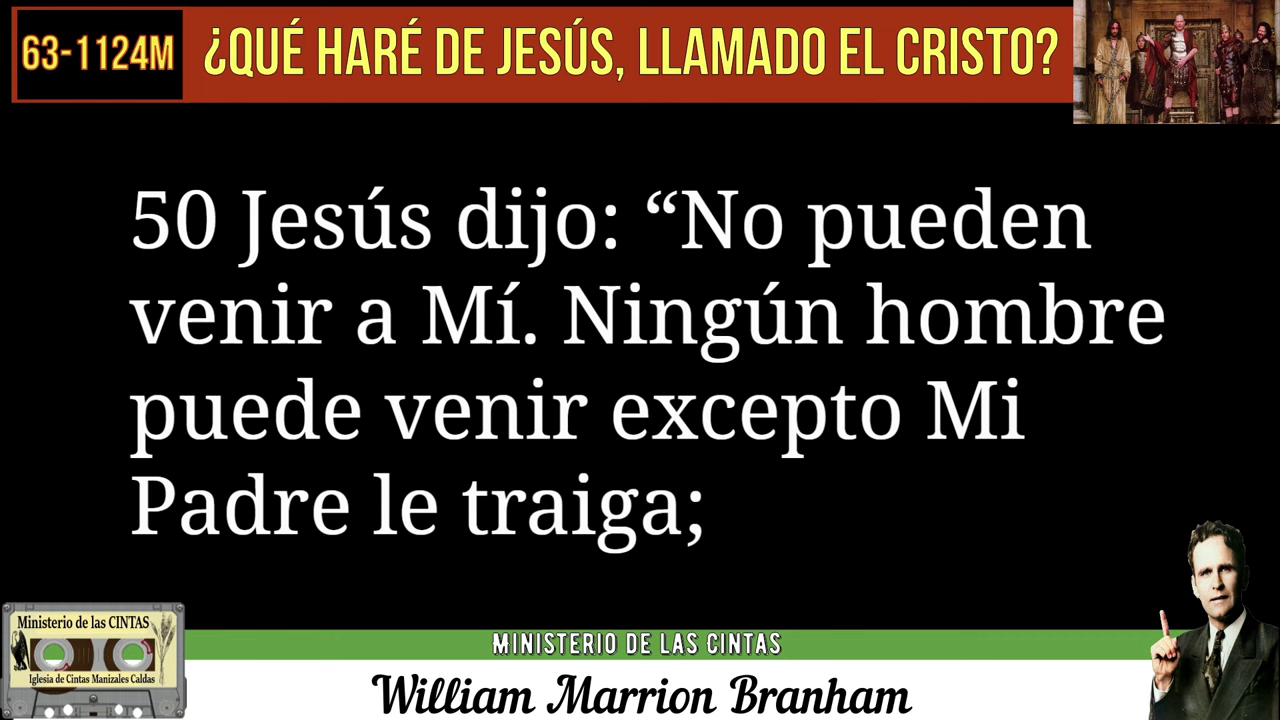 63-1124M
¿QUÉ HARÉ DE JESÚS, LLAMADO EL CRISTO?
50 Jesús dijo: “No pueden
venir a Mí. Ningún hombre
puede venir excepto Mi
Padre le traiga;
Ministerio de las CINTAS
Iglesia de Cintas Manizales Caldas
MINISTERIO DE LAS CINTAS
William Marrion Branham